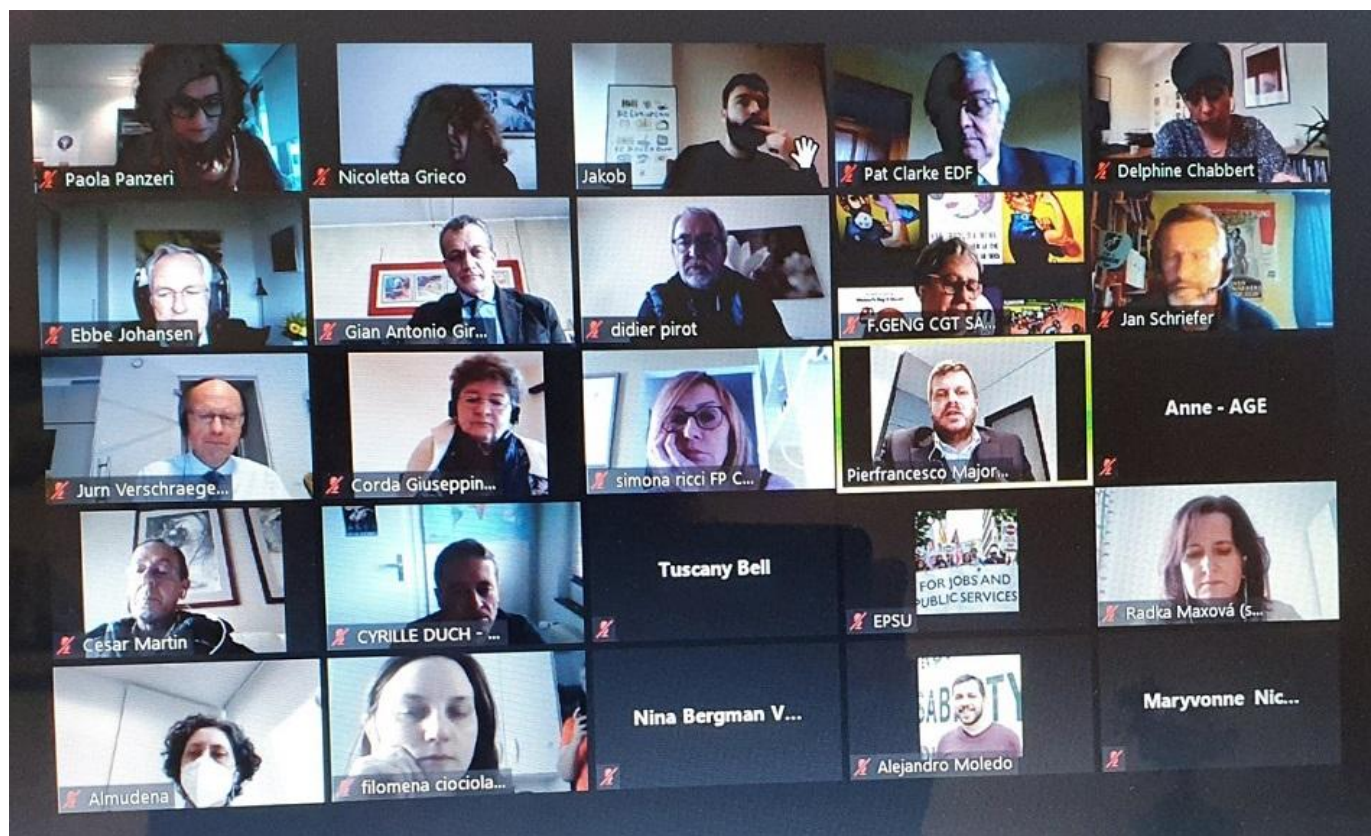 Paola Panzeri
Nicoletta Grieco
Jakob
Pat Clarke EDF
Delphine Chabbert
Ebbe Johansen
Gian Antonio Gir...
didier pirot
F.GENG CGT SA...
Jan Schriefer
Jurn Verschraege...
Corda Giuseppin...
simona ricci FP C...
Pierfrancesco Major...
Anne - AGE
Cesar Martin
CYRILLE DUCH - ...
Tuscany Bell
FOR JOBS AND
PUBLIC SERVICES
EPSU
Radka Maxová (s...
Almudena
filomena ciociola...
Nina Bergman V...
Alejandro Moledo
Maryvonne Nic...